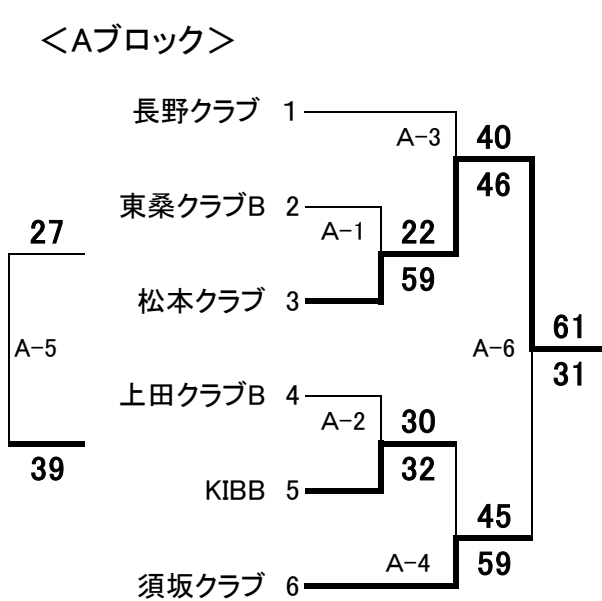 ＜Aブロック＞
長野クラブ 1
A-3
40
46
東桑クラブB 2
A-1
22
59
松本クラブ 3
27
A-5
39
A-6
61
31
上田クラブB 4
A-2
30
32
KIBB 5
45
59
A-4
須坂クラブ 6